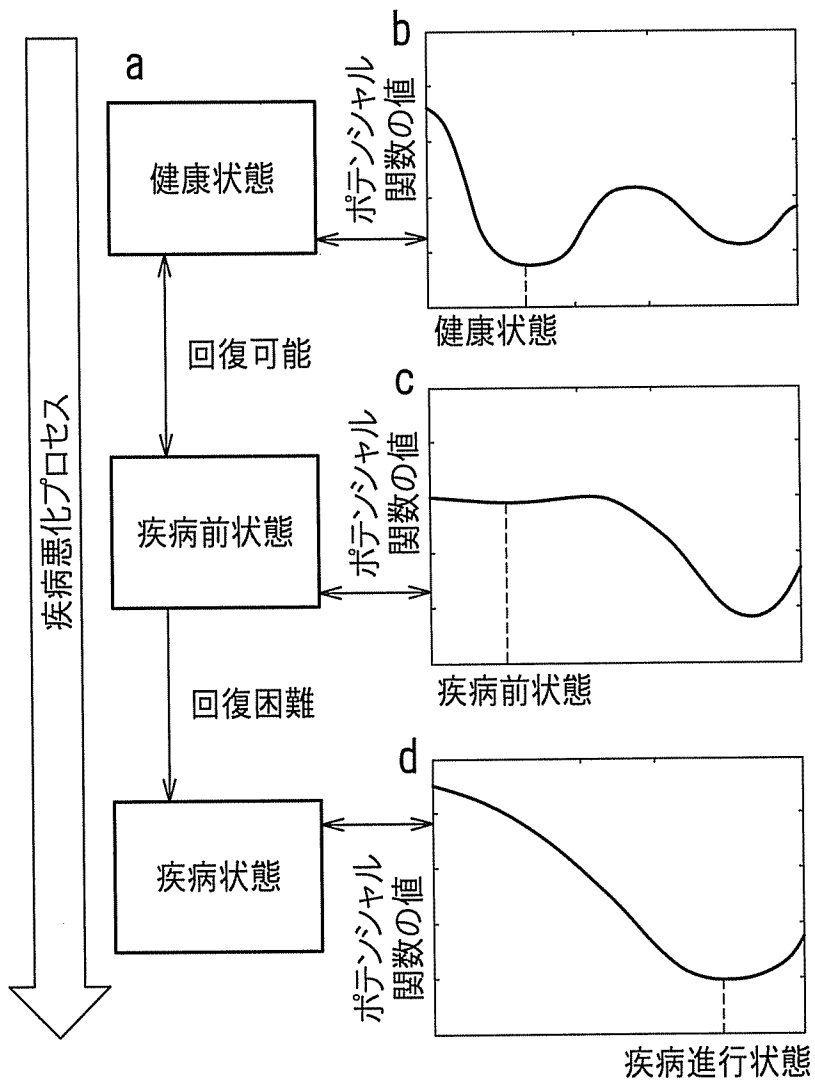 a
疾病悪化プロセス
健康状態
回復可能
疾病前状態
回復困難
疾病状態
b
ポテンシャル
関数の値
健康状態
c
ポテンシャル
関数の値
疾病前状態
d
ポテンシャル
関数の値
疾病進行状態